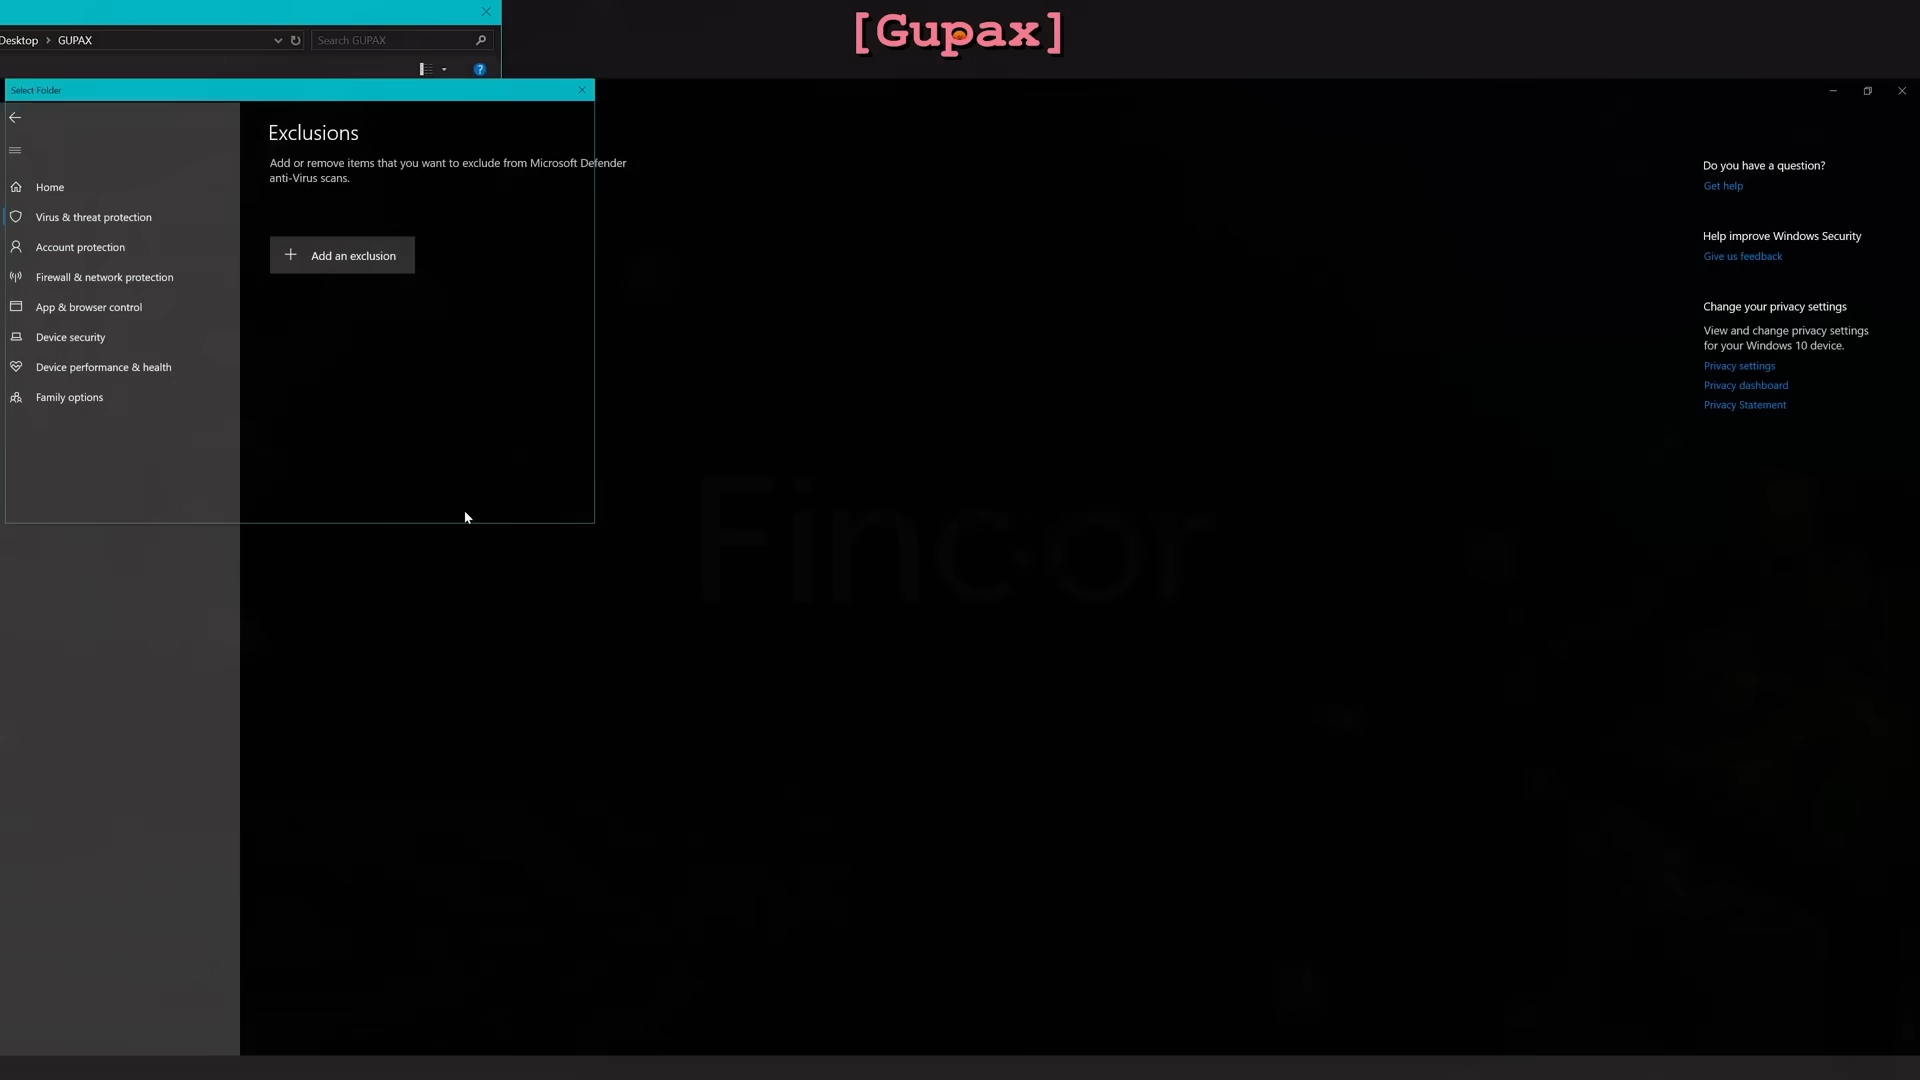 [Gupax]
Desktop > GUPAX
Search GUPAX
Select Folder
Home
Virus & threat protection
Account protection
Firewall & network protection
App & browser control
Device security
Device performance & health
Family options
Exclusions
Add or remove items that you want to exclude from Microsoft Defender
anti-Virus scans.
+ Add an exclusion
Do you have a question?
Get help
Help improve Windows Security
Give us feedback
Change your privacy settings
View and change privacy settings
for your Windows 10 device.
Privacy settings
Privacy dashboard
Privacy Statement